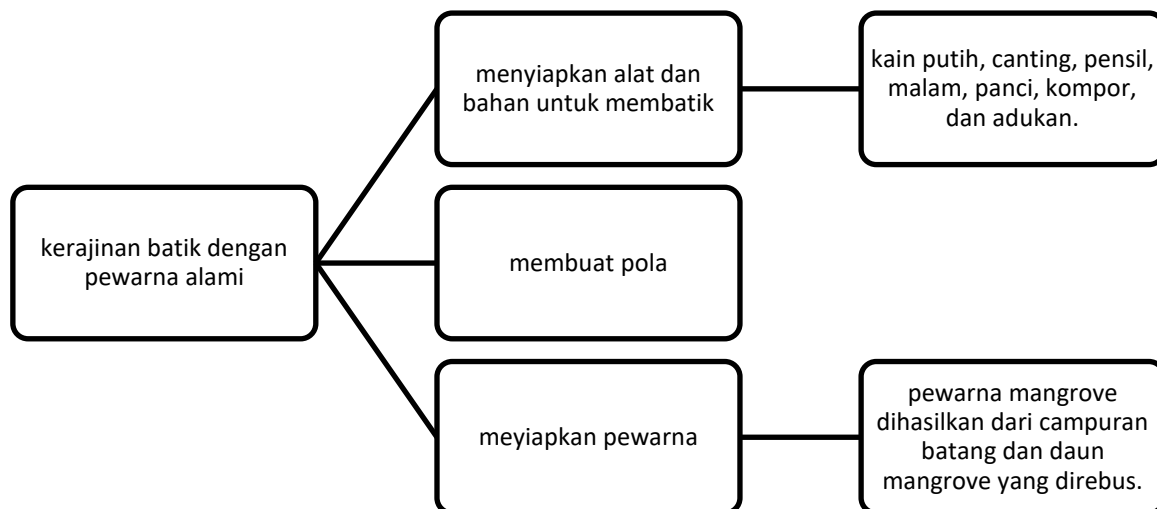 kerajinan batik dengan
pewarna alami
menyiapkan alat dan
bahan untuk membatik
kain putih, canting, pensil,
malam, panci, kompor,
dan adukan.
membuat pola
meyiapkan pewarna
pewarna mangrove
dihasilkan dari campuran
batang dan daun
mangrove yang direbus.